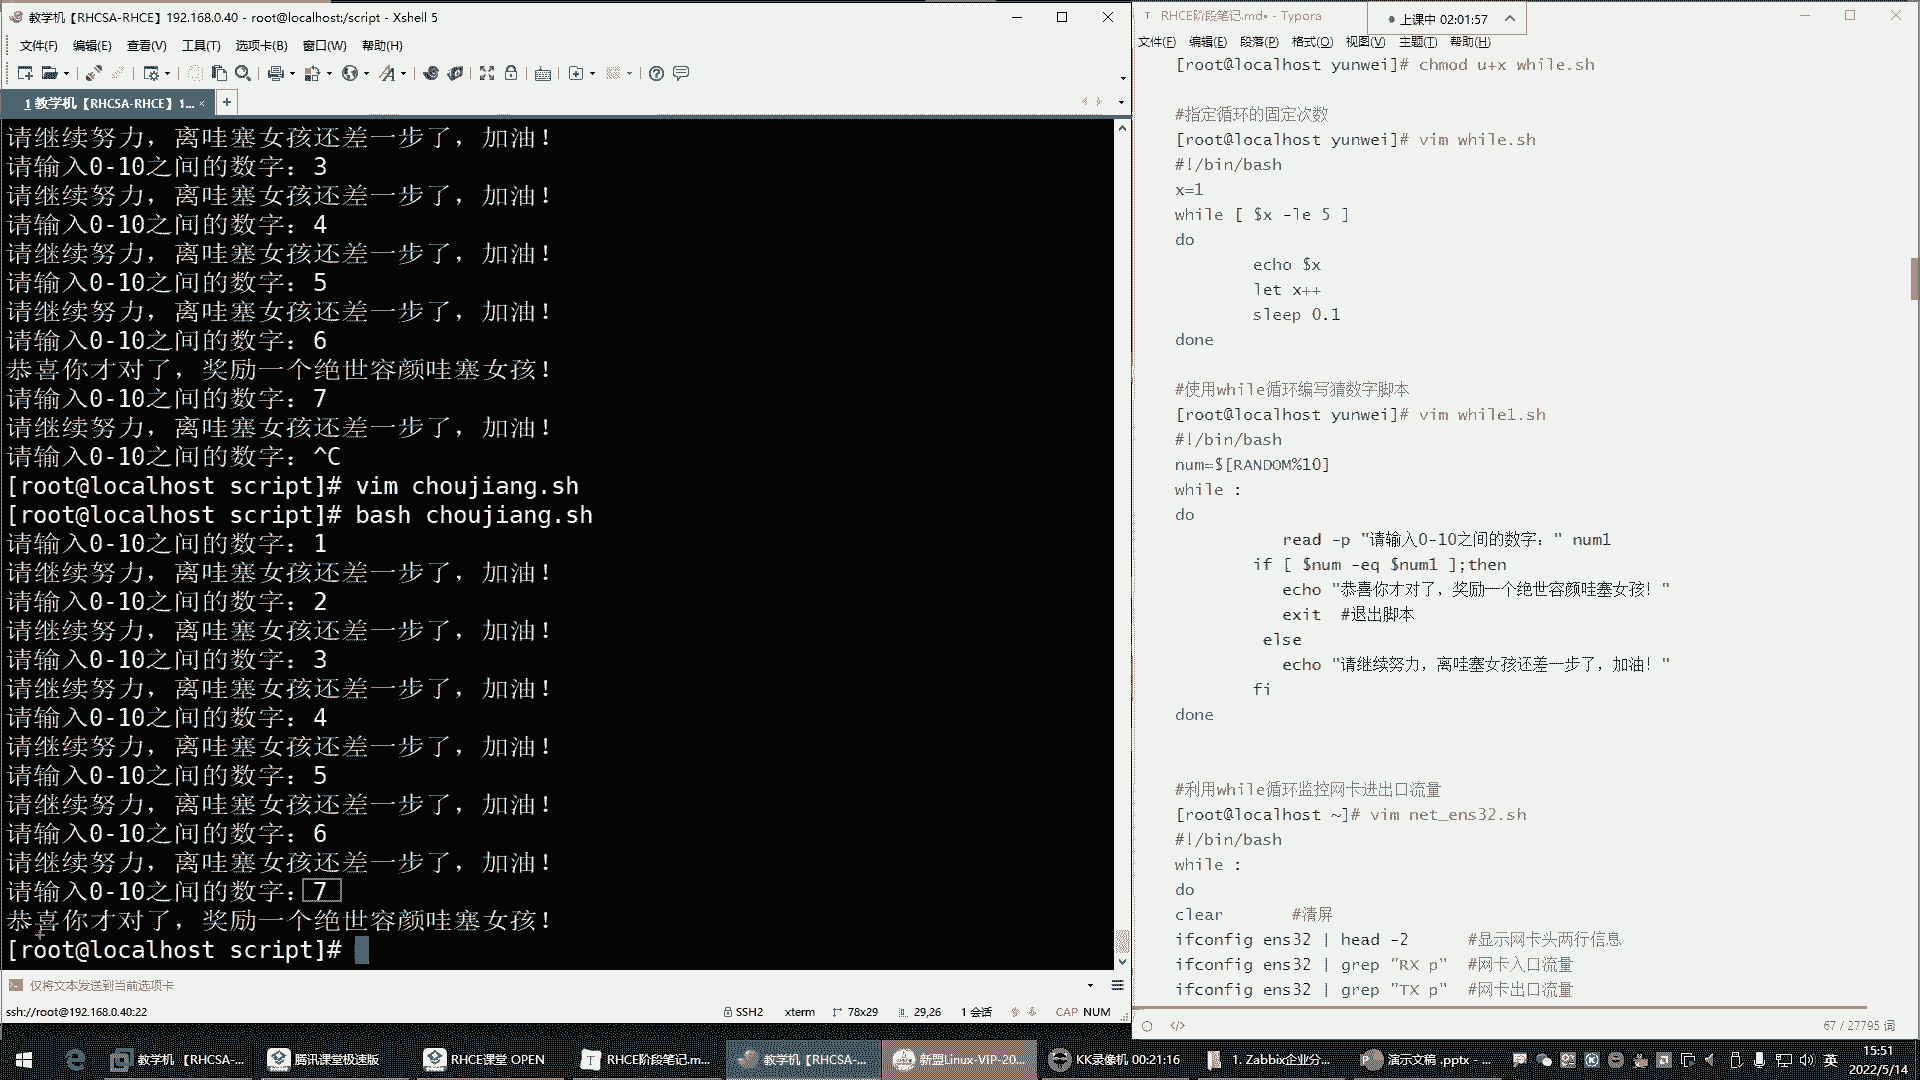 教学机【RHCSA-RHCE】192.168.0.40 - root@localhost:/script - Xshell 5
文件(F) 编辑(E) 查看(V) 工具(T) 选项卡(B) 窗口(W) 帮助(H)
1 教学机【RHCSA-RHCE】1... × +
请继续努力，离哇塞女孩还差一步了，加油！
请输入0-10之间的数字：3
请继续努力，离哇塞女孩还差一步了，加油！
请输入0-10之间的数字：4
请继续努力，离哇塞女孩还差一步了，加油！
请输入0-10之间的数字：5
请继续努力，离哇塞女孩还差一步了，加油！
请输入0-10之间的数字：6
恭喜你才对了，奖励一个绝世容颜哇塞女孩！
请输入0-10之间的数字：7
请继续努力，离哇塞女孩还差一步了，加油！
请输入0-10之间的数字：^C
[root@localhost script]# vim choujiang.sh
[root@localhost script]# bash choujiang.sh
请输入0-10之间的数字：1
请继续努力，离哇塞女孩还差一步了，加油！
请输入0-10之间的数字：2
请继续努力，离哇塞女孩还差一步了，加油！
请输入0-10之间的数字：3
请继续努力，离哇塞女孩还差一步了，加油！
请输入0-10之间的数字：4
请继续努力，离哇塞女孩还差一步了，加油！
请输入0-10之间的数字：5
请继续努力，离哇塞女孩还差一步了，加油！
请输入0-10之间的数字：6
请继续努力，离哇塞女孩还差一步了，加油！
请输入0-10之间的数字：7
恭喜你才对了，奖励一个绝世容颜哇塞女孩！
[root@localhost script]#
仅将文本发送到当前选项卡
ssh://root@192.168.0.40:22 SSH2 xterm 78x29 29,26 1 会话 CAP NUM
RHCE阶段笔记.md• - Typora
上课中 02:01:57
文件(F) 编辑(E) 段落(P) 格式(O) 视图(V) 主题(T) 帮助(H)
[root@localhost yunwei]# chmod u+x while.sh
#指定循环的固定次数
[root@localhost yunwei]# vim while.sh
#!/bin/bash
x=1
while [ $x -le 5 ]
do
echo $x
let x++
sleep 0.1
done
#使用while循环编写猜数字脚本
[root@localhost yunwei]# vim while1.sh
#!/bin/bash
num=$[RANDOM%10]
while :
do
read -p "请输入0-10之间的数字：" num1
if [ $num -eq $num1 ];then
echo "恭喜你才对了，奖励一个绝世容颜哇塞女孩！"
exit #退出脚本
else
echo "请继续努力，离哇塞女孩还差一步了，加油！"
fi
done
#利用while循环监控网卡进出口流量
[root@localhost ~]# vim net_ens32.sh
#!/bin/bash
while :
do
clear #清屏
ifconfig ens32 | head -2 #显示网卡头两行信息
ifconfig ens32 | grep "RX p" #网卡入口流量
ifconfig ens32 | grep "TX p" #网卡出口流量
</> 67 / 27795 词
教学机【RHCSA-... 腾讯课堂极速版 RHCE课堂 OPEN RHCE阶段笔记.m... 教学机【RHCSA-... 新盟Linux-VIP-20... KK录像机 00:21:16 1. Zabbix企业分... 演示文稿 .pptx - ... 英 15:51
2022/5/14